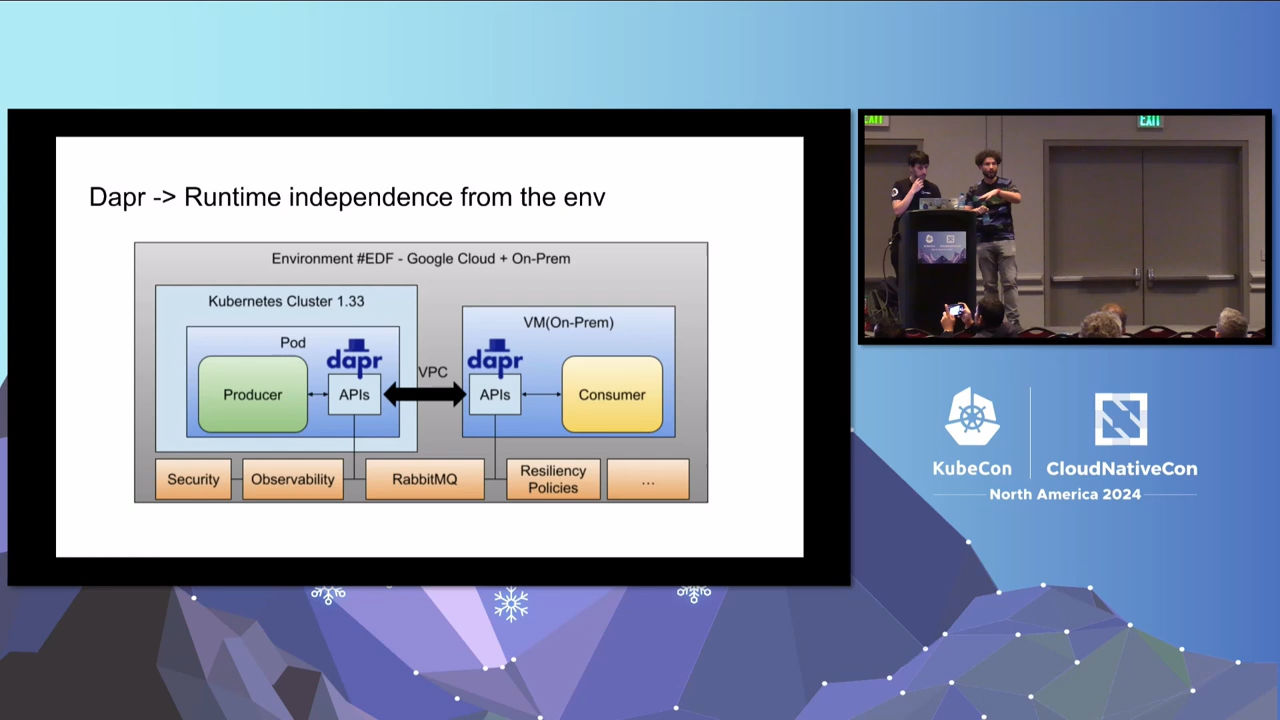 Dapr -> Runtime independence from the env
Environment #EDF - Google Cloud + On-Prem
Kubernetes Cluster 1.33
VM(On-Prem)
Pod
dapr
VPC
dapr
Producer
APIs
APIs
Consumer
Security
Observability
RabbitMQ
Resiliency
Policies
...
EXIT
EXIT
KubeCon
CloudNativeCon
North America 2024